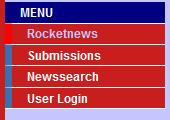 MENU
Rocketnews
Submissions
Newssearch
User Login